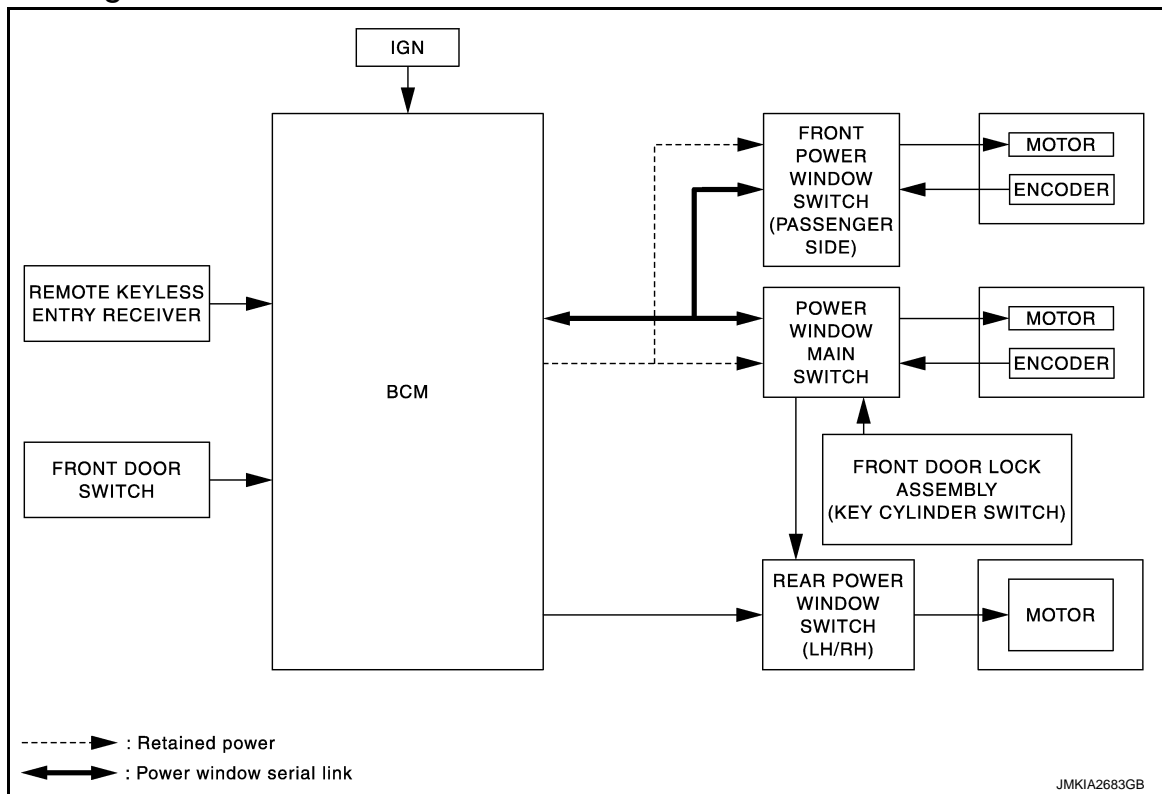 IGN
BCM
REMOTE KEYLESS
ENTRY RECEIVER
FRONT DOOR
SWITCH
FRONT
POWER
WINDOW
SWITCH
(PASSENGER
SIDE)
MOTOR
ENCODER
POWER
WINDOW
MAIN
SWITCH
MOTOR
ENCODER
FRONT DOOR LOCK
ASSEMBLY
(KEY CYLINDER SWITCH)
REAR POWER
WINDOW
SWITCH
(LH/RH)
MOTOR
: Retained power
: Power window serial link
JMKIA2683GB